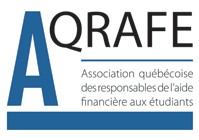 AQRAFE
Association québécoise
des responsables de l'aide
financière aux étudiants